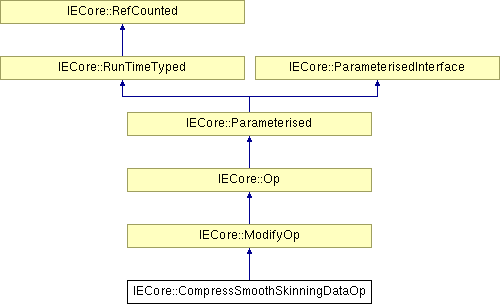 IECore::RefCounted
IECore::RunTimeTyped
IECore::ParameterisedInterface
IECore::Parameterised
IECore::Op
IECore::ModifyOp
IECore::CompressSmoothSkinningDataOp